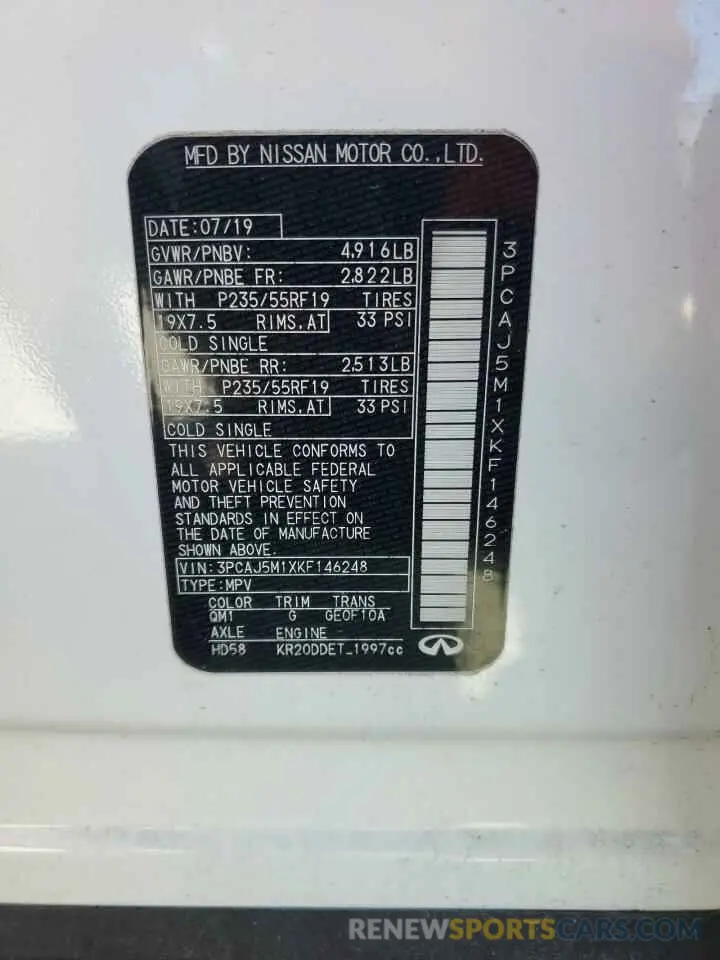 MFD BY NISSAN MOTOR CO.,LTD.
DATE:07/19
GVWR/PNBV: 4,916LB
GAWR/PNBE FR: 2,822LB
WITH P235/55RF19 TIRES
19X7.5 RIMS,AT 33 PSI
COLD SINGLE
GAWR/PNBE RR: 2,513LB
WITH P235/55RF19 TIRES
19X7.5 RIMS,AT 33 PSI
COLD SINGLE
THIS VEHICLE CONFORMS TO
ALL APPLICABLE FEDERAL
MOTOR VEHICLE SAFETY
AND THEFT PREVENTION
STANDARDS IN EFFECT ON
THE DATE OF MANUFACTURE
SHOWN ABOVE.
VIN:3PCAJ5M1XKF146248
TYPE:MPV
COLOR TRIM TRANS
QM1 G GE0F10A
AXLE ENGINE
HD58 KR20DDET_1997cc
3PCAJ5M1XKF146248
RENEWSPORTSCARS.COM